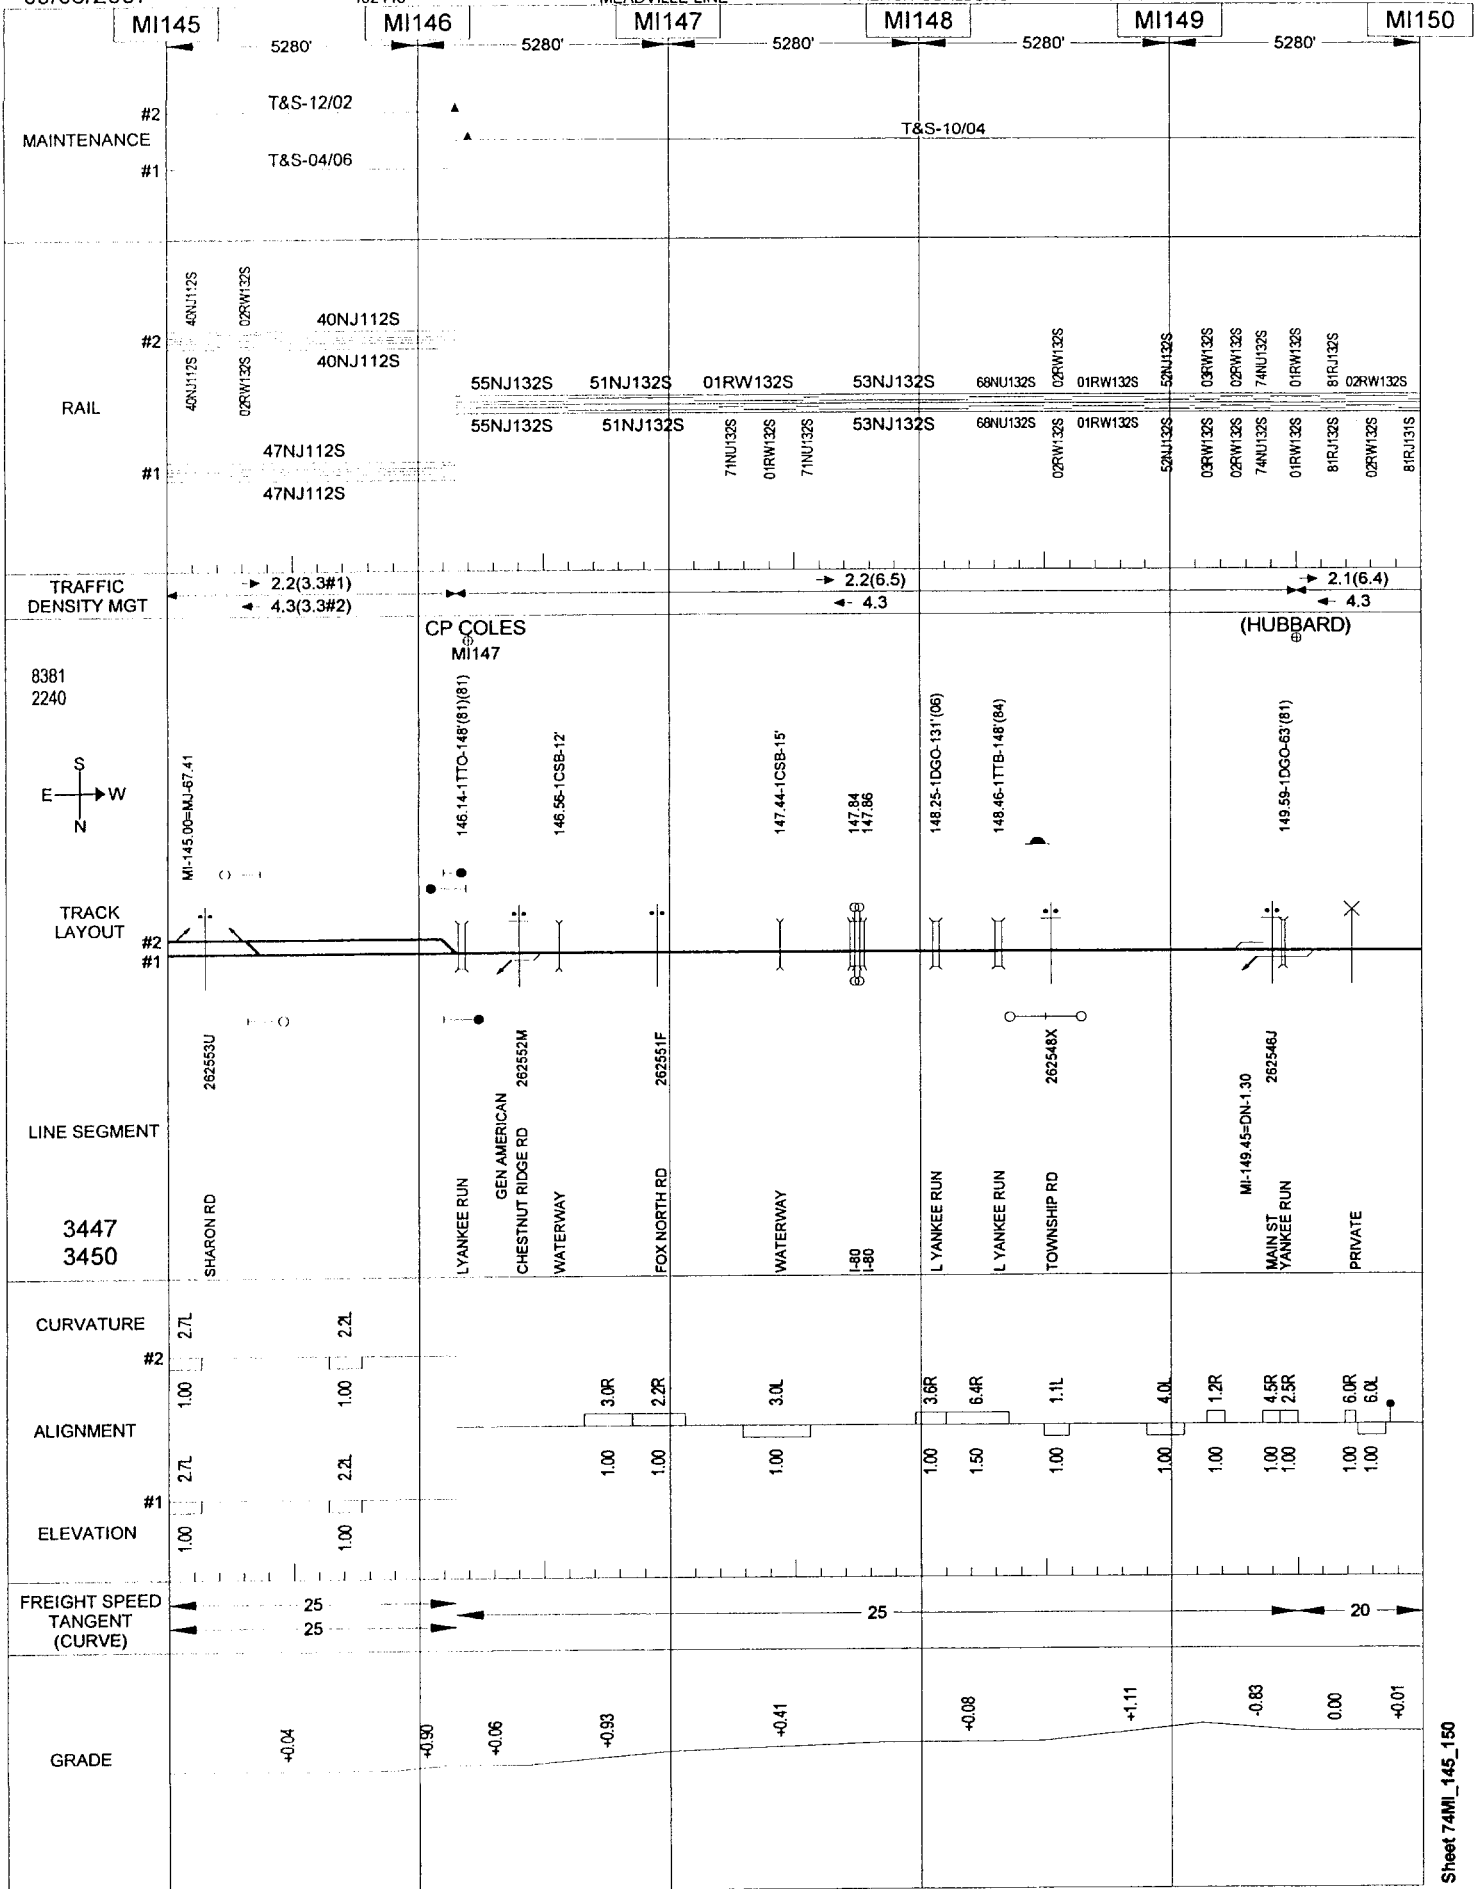 MI145 MI146 MI147 MI148 MI149 MI150
5280' 5280' 5280' 5280' 5280'
#2 T&S-12/02
T&S-10/04
MAINTENANCE
#1 T&S-04/06
40NJ112S 02RW132S 40NJ112S
#2
40NJ112S 02RW132S 40NJ112S
RAIL
55NJ132S 51NJ132S 01RW132S 53NJ132S 68NU132S 02RW132S 01RW132S 52NJ132S 03RW132S 02RW132S 74NU132S 01RW132S 81RJ132S 02RW132S
55NJ132S 51NJ132S 71NU132S 01RW132S 71NU132S 53NJ132S 68NU132S 02RW132S 01RW132S 52NJ132S 03RW132S 02RW132S 74NU132S 01RW132S 81RJ132S 02RW132S 81RJ131S
47NJ112S
#1
47NJ112S
TRAFFIC
DENSITY MGT
2.2(3.3#1) 2.2(6.5) 2.1(6.4)
4.3(3.3#2) 4.3 4.3
CP COLES
MI147
(HUBBARD)
8381
2240
S
E W
N
MI-145.00=MJ-67.41
146.14-1TTO-148'(81)(81)
146.56-1CSB-12'
147.44-1CSB-15'
147.84
147.86
148.25-1DGO-131'(06)
148.46-1TTB-148'(84)
149.59-1DGO-63'(81)
TRACK
LAYOUT
#2
#1
262553U
262552M
262551F
262548X
262546J
MI-149.45=DN-1.30
LINE SEGMENT
3447
3450
SHARON RD
LYANKEE RUN
GEN AMERICAN
CHESTNUT RIDGE RD
WATERWAY
FOX NORTH RD
WATERWAY
I-80
I-80
L YANKEE RUN
L YANKEE RUN
TOWNSHIP RD
MAIN ST
YANKEE RUN
PRIVATE
CURVATURE
2.7L 2.2L
#2
1.00 1.00
3.0R 2.2R 3.0L 3.6R 6.4R 1.1L 4.0L 1.2R 4.5R 2.5R 6.0R 6.0L
ALIGNMENT
1.00 1.00 1.00 1.00 1.50 1.00 1.00 1.00 1.00 1.00 1.00 1.00
2.7L 2.2L
#1
1.00 1.00
ELEVATION
FREIGHT SPEED
TANGENT
(CURVE)
25
25
25
20
GRADE
+0.04 +0.90 +0.06 +0.93 +0.41 +0.08 +1.11 -0.83 0.00 +0.01
Sheet 74MI_145_150